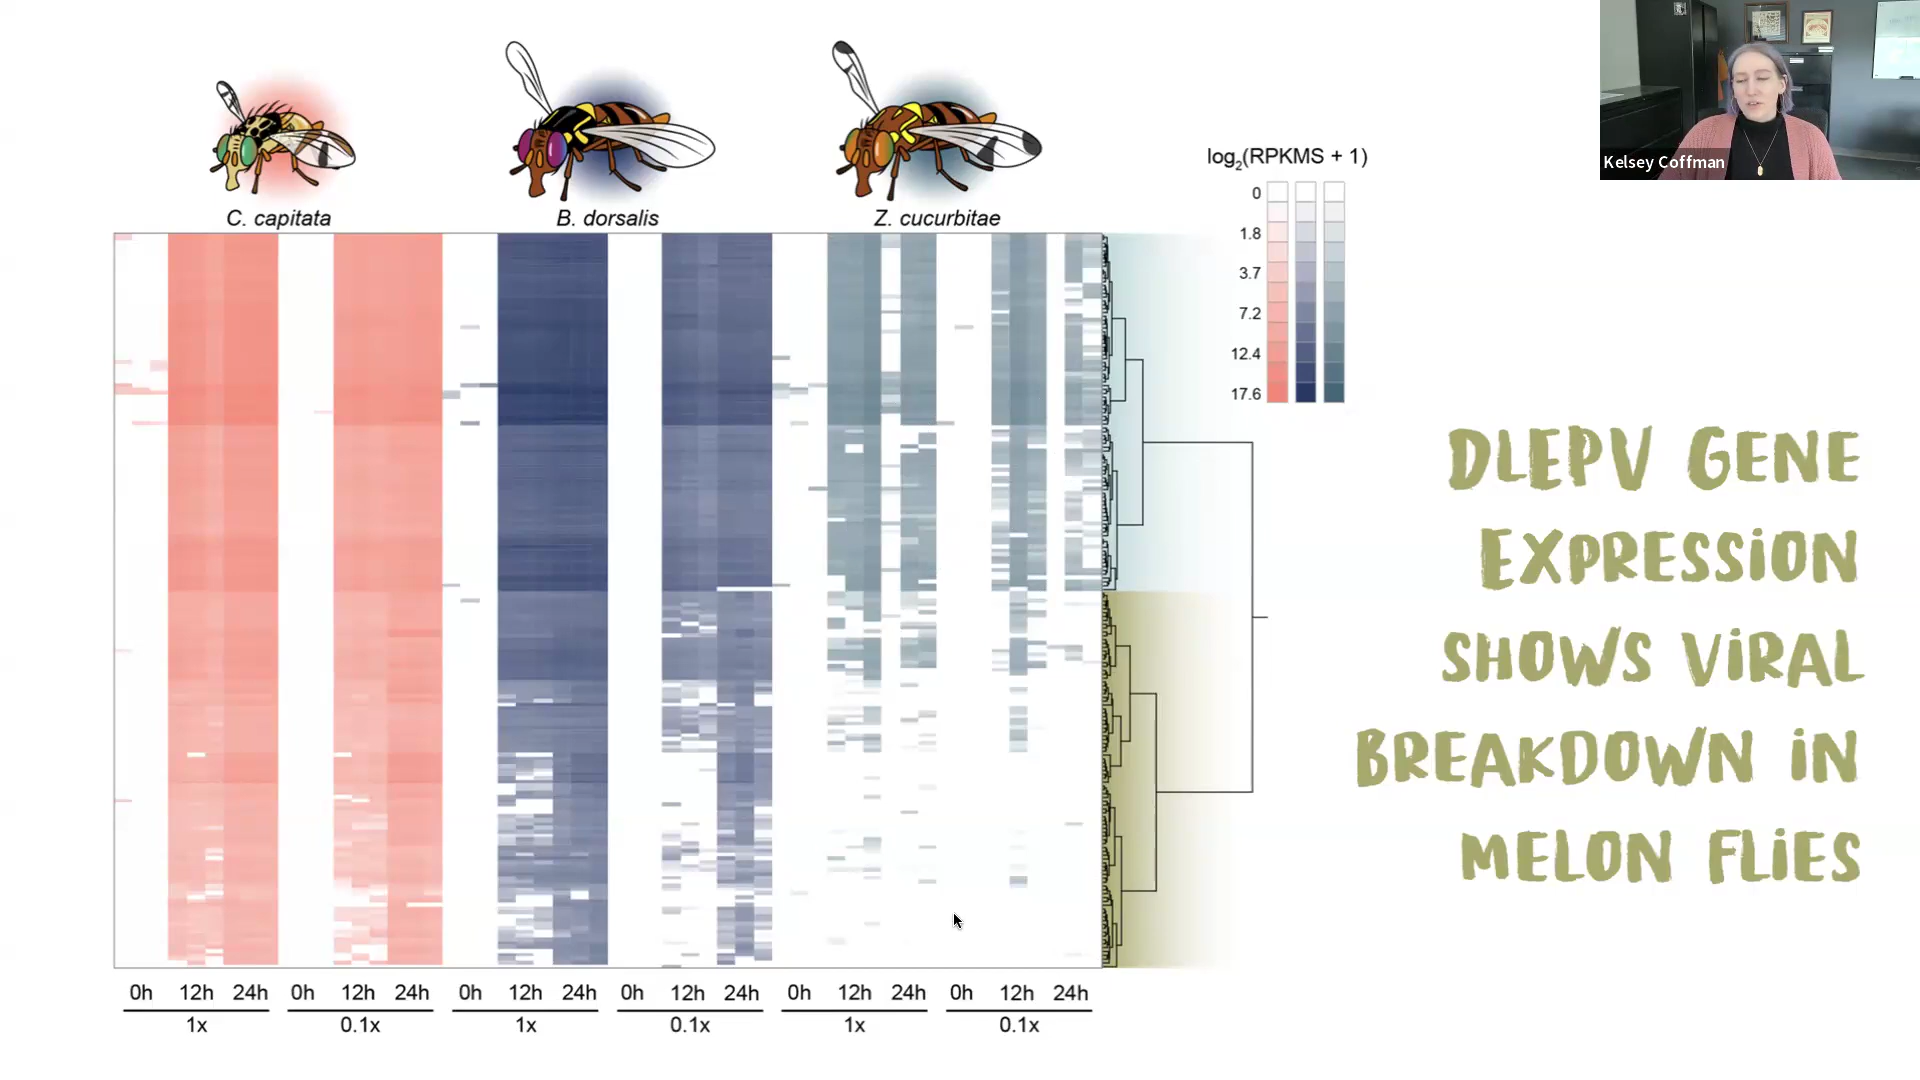 Kelsey Coffman
C. capitata
B. dorsalis
Z. cucurbitae
log2(RPKMS + 1)
0
1.8
3.7
7.2
12.4
17.6
DLEPV GENE
EXPRESSiON
SHOWS ViRAL
BREAKDOWN iN
MELON FLiES
0h 12h 24h 0h 12h 24h 0h 12h 24h 0h 12h 24h 0h 12h 24h 0h 12h 24h
1x 0.1x 1x 0.1x 1x 0.1x